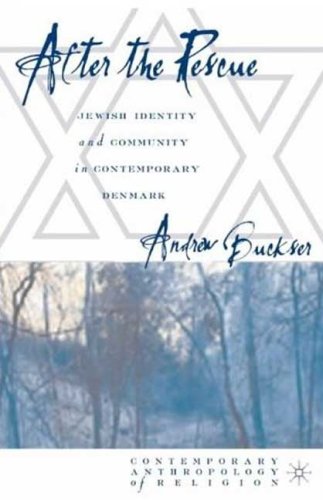 After the Rescue
JEWISH IDENTITY
and COMMUNITY
in CONTEMPORARY
DENMARK
Andrew Buckser
CONTEMPORARY
ANTHROPOLOGY
of RELIGION